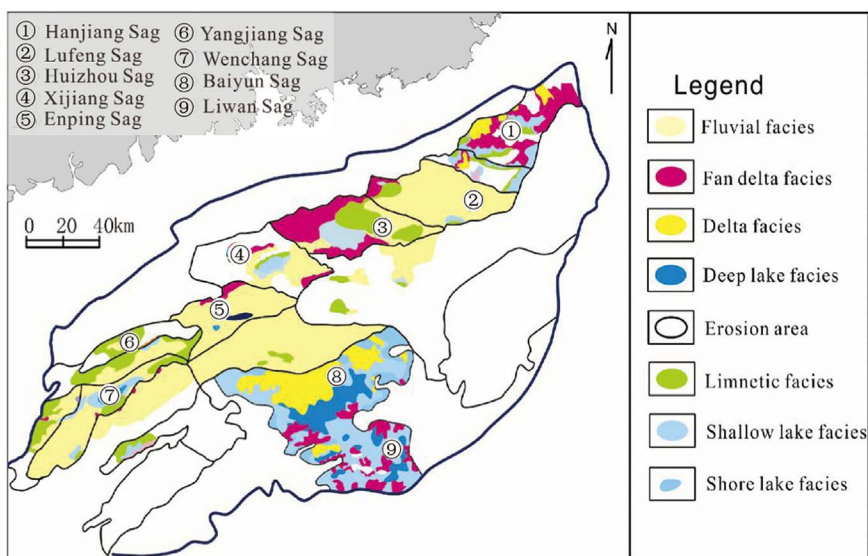 ① Hanjiang Sag
② Lufeng Sag
③ Huizhou Sag
④ Xijiang Sag
⑤ Enping Sag
⑥ Yangjiang Sag
⑦ Wenchang Sag
⑧ Baiyun Sag
⑨ Liwan Sag
N
0 20 40km
①
②
③
④
⑤
⑥
⑦
⑧
⑨
Legend
Fluvial facies
Fan delta facies
Delta facies
Deep lake facies
Erosion area
Limnetic facies
Shallow lake facies
Shore lake facies